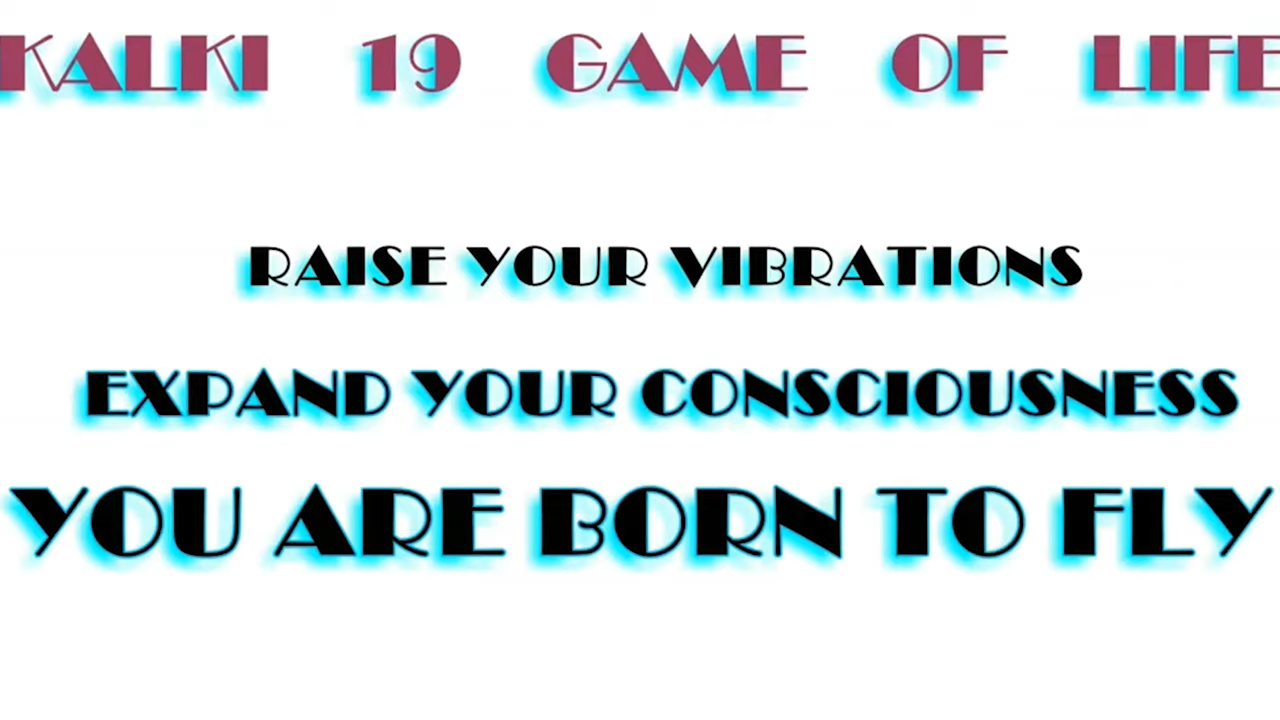 KALKI 19 GAME OF LIFE
RAISE YOUR VIBRATIONS
EXPAND YOUR CONSCIOUSNESS
YOU ARE BORN TO FLY